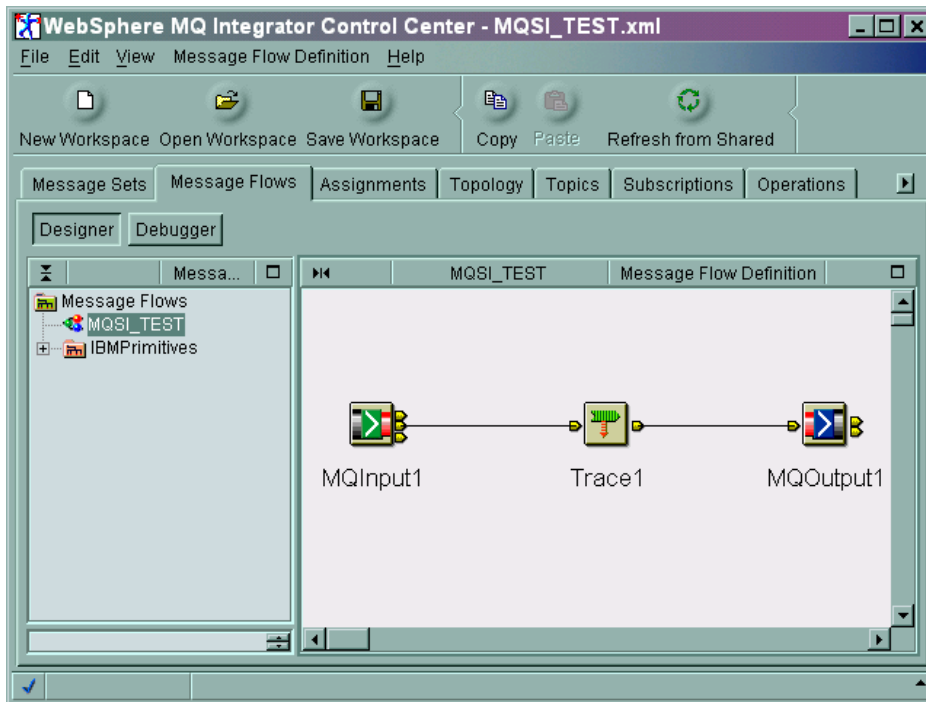 WebSphere MQ Integrator Control Center - MQSI_TEST.xml
File Edit View Message Flow Definition Help
New Workspace Open Workspace Save Workspace Copy Paste Refresh from Shared
Message Sets Message Flows Assignments Topology Topics Subscriptions Operations
Designer Debugger
Messa... MQSI_TEST Message Flow Definition
Message Flows
MQSI_TEST
IBMPrimitives
MQInput1 Trace1 MQOutput1